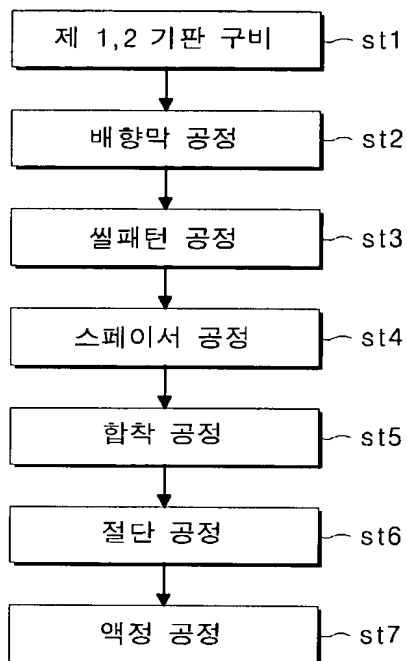 제 1,2 기판 구비 st1
배향막 공정 st2
씰패턴 공정 st3
스페이서 공정 st4
합착 공정 st5
절단 공정 st6
액정 공정 st7